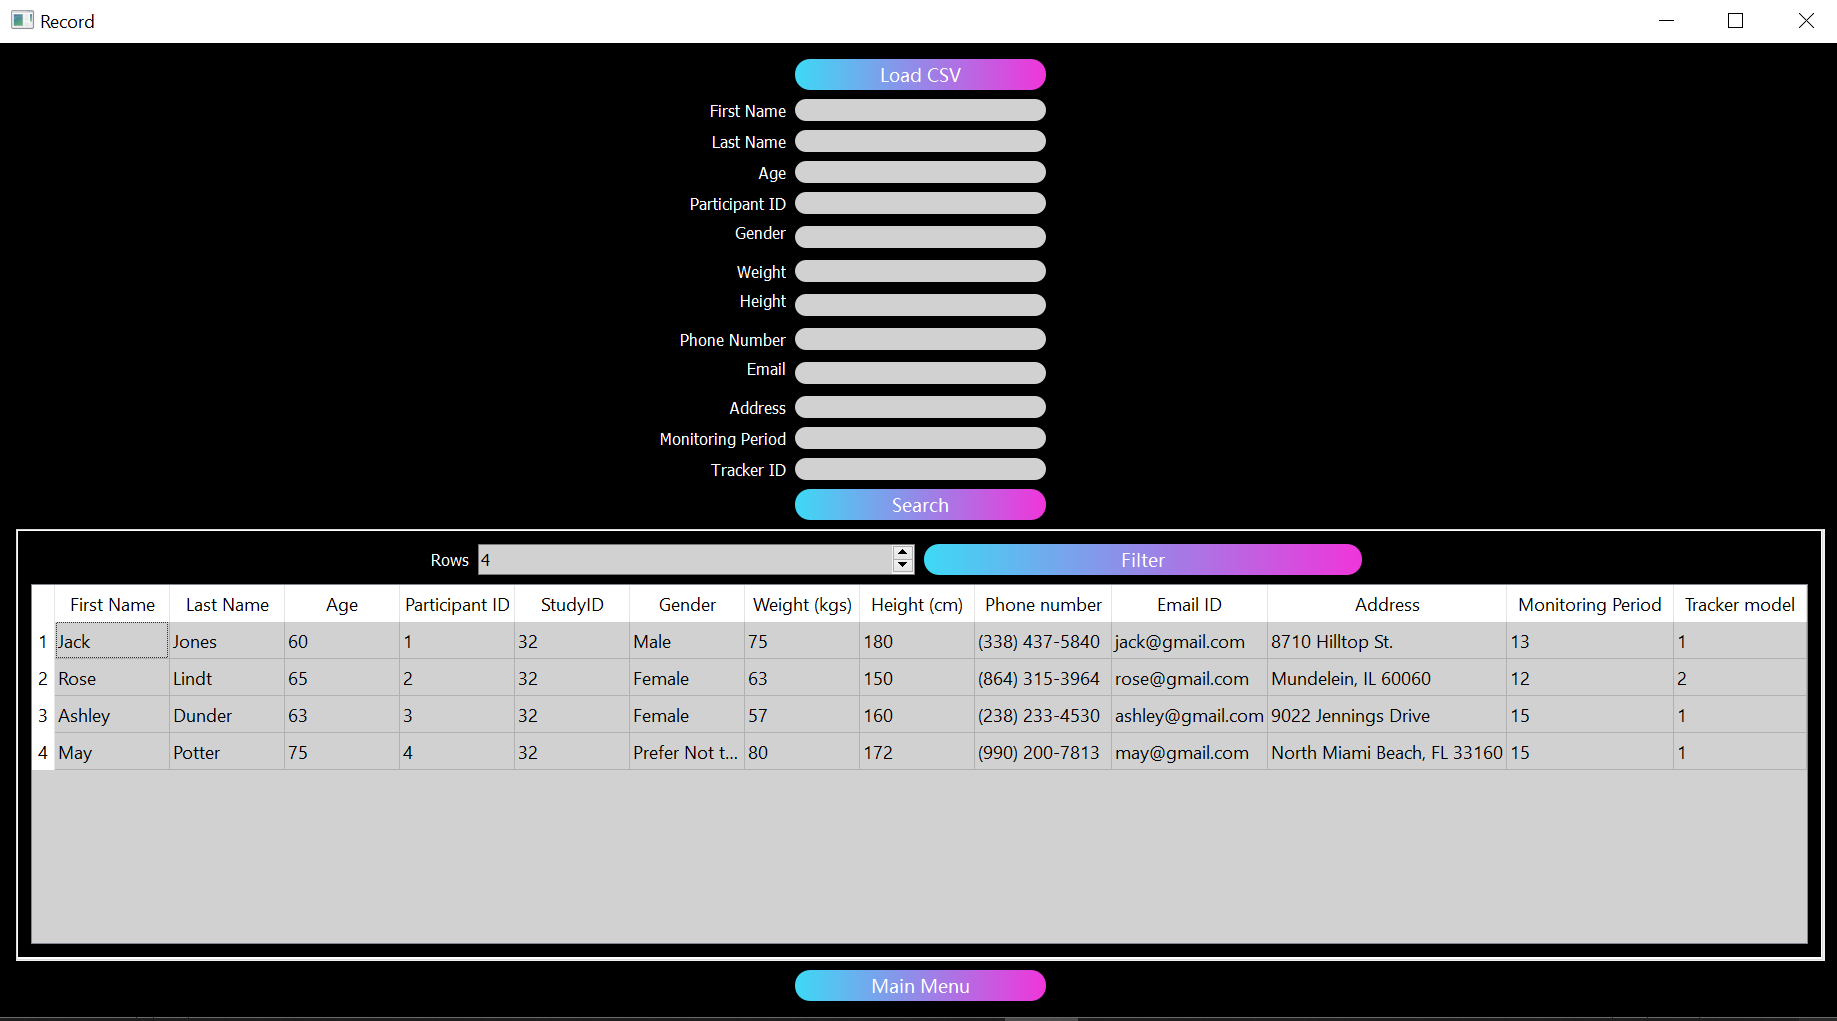 Record
Load CSV
First Name
Last Name
Age
Participant ID
Gender
Weight
Height
Phone Number
Email
Address
Monitoring Period
Tracker ID
Search
Rows 4 Filter
First Name Last Name Age Participant ID StudyID Gender Weight (kgs) Height (cm) Phone number Email ID Address Monitoring Period Tracker model
1 Jack Jones 60 1 32 Male 75 180 (338) 437-5840 jack@gmail.com 8710 Hilltop St. 13 1
2 Rose Lindt 65 2 32 Female 63 150 (864) 315-3964 rose@gmail.com Mundelein, IL 60060 12 2
3 Ashley Dunder 63 3 32 Female 57 160 (238) 233-4530 ashley@gmail.com 9022 Jennings Drive 15 1
4 May Potter 75 4 32 Prefer Not t... 80 172 (990) 200-7813 may@gmail.com North Miami Beach, FL 33160 15 1
Main Menu